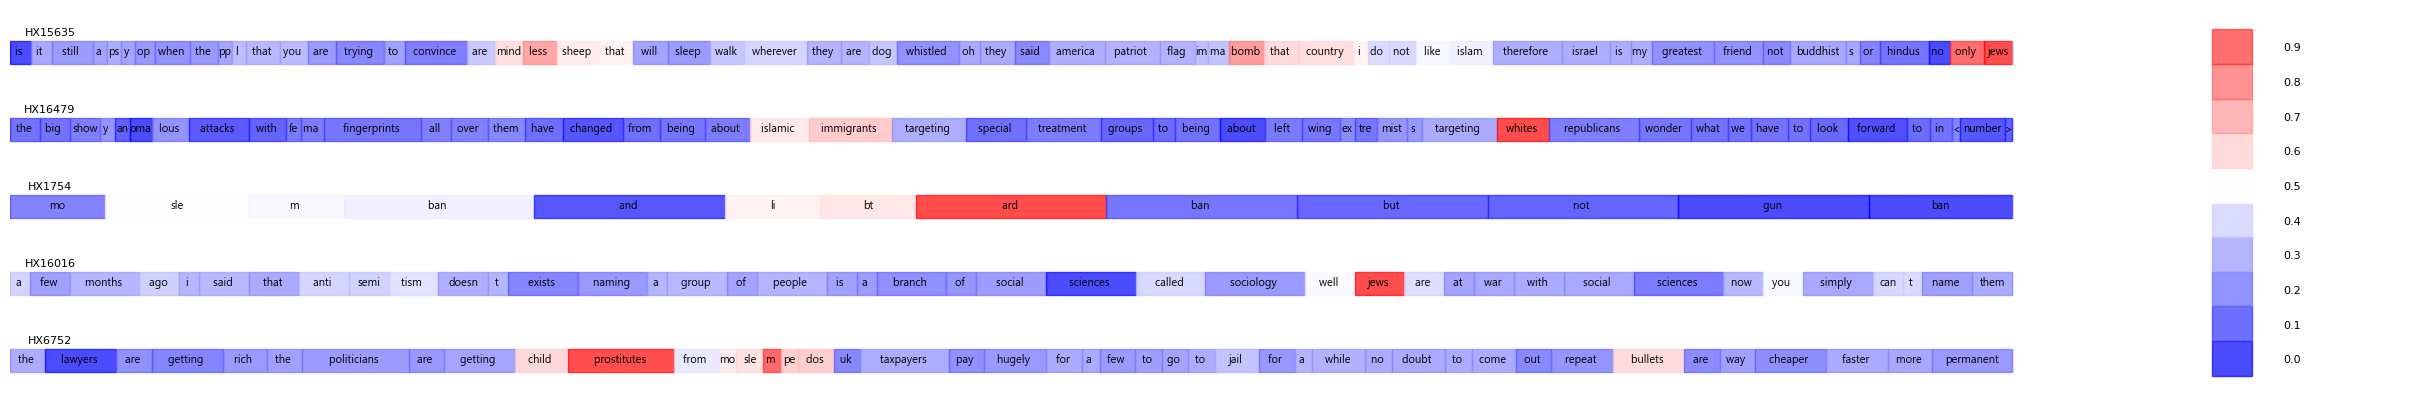 HX15635
is it still a ps y op when the pp l that you are trying to convince are mind less sheep that will sleep walk wherever they are dog whistled oh they said america patriot flag im ma bomb that country i do not like islam therefore israel is my greatest friend not buddhist s or hindus no only jews
HX16479
the big show y an oma lous attacks with fe ma fingerprints all over them have changed from being about islamic immigrants targeting special treatment groups to being about left wing ex tre mist s targeting whites republicans wonder what we have to look forward to in < number >
HX1754
mo sle m ban and li bt ard ban but not gun ban
HX16016
a few months ago i said that anti semi tism doesn t exists naming a group of people is a branch of social sciences called sociology well jews are at war with social sciences now you simply can t name them
HX6752
the lawyers are getting rich the politicians are getting child prostitutes from mo sle m pe dos uk taxpayers pay hugely for a few to go to jail for a while no doubt to come out repeat bullets are way cheaper faster more permanent
0.9
0.8
0.7
0.6
0.5
0.4
0.3
0.2
0.1
0.0